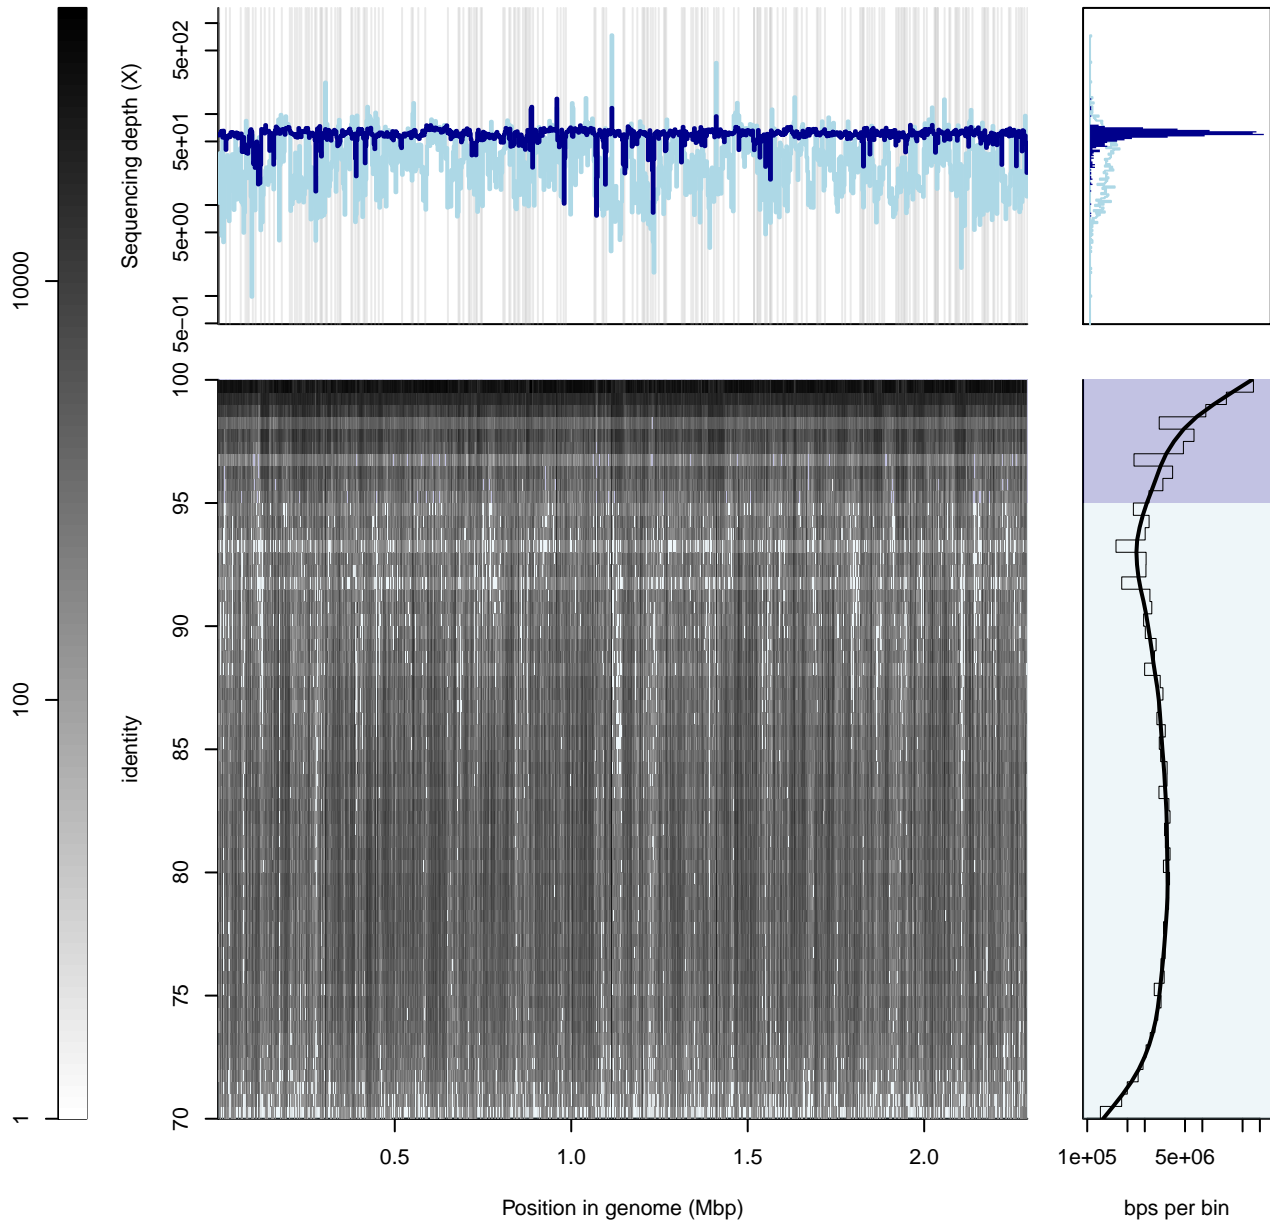 Sequencing depth (X)
5e+02
5e+01
5e+00
5e-01
10000
100
1
identity
100
95
90
85
80
75
70
0.5
1.0
1.5
2.0
Position in genome (Mbp)
1e+05
5e+06
bps per bin